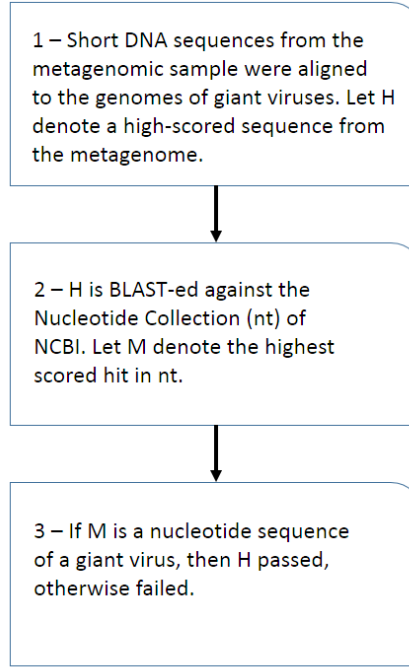 1 – Short DNA sequences from the
metagenomic sample were aligned
to the genomes of giant viruses. Let H
denote a high-scored sequence from
the metagenome.
2 – H is BLAST-ed against the
Nucleotide Collection (nt) of
NCBI. Let M denote the highest
scored hit in nt.
3 – If M is a nucleotide sequence
of a giant virus, then H passed,
otherwise failed.